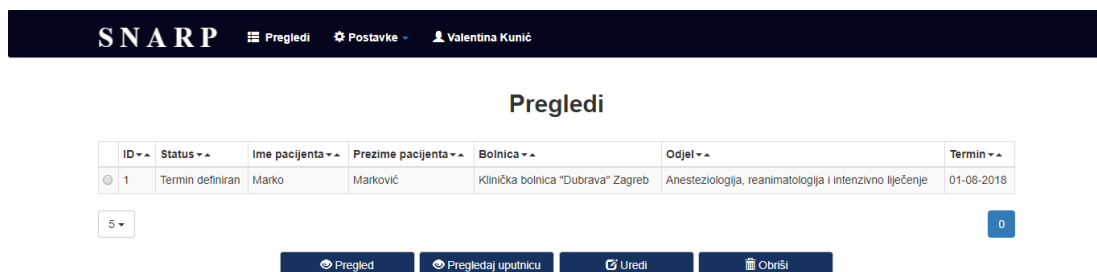 SNARP Pregledi Postavke Valentina Kunić
Pregledi
ID Status Ime pacijenta Prezime pacijenta Bolnica Odjel Termin
1 Termin definiran Marko Marković Klinička bolnica "Dubrava" Zagreb Anesteziologija, reanimatologija i intenzivno liječenje 01-08-2018
5 0
Pregled Pregledaj uputnicu Uredi Obriši